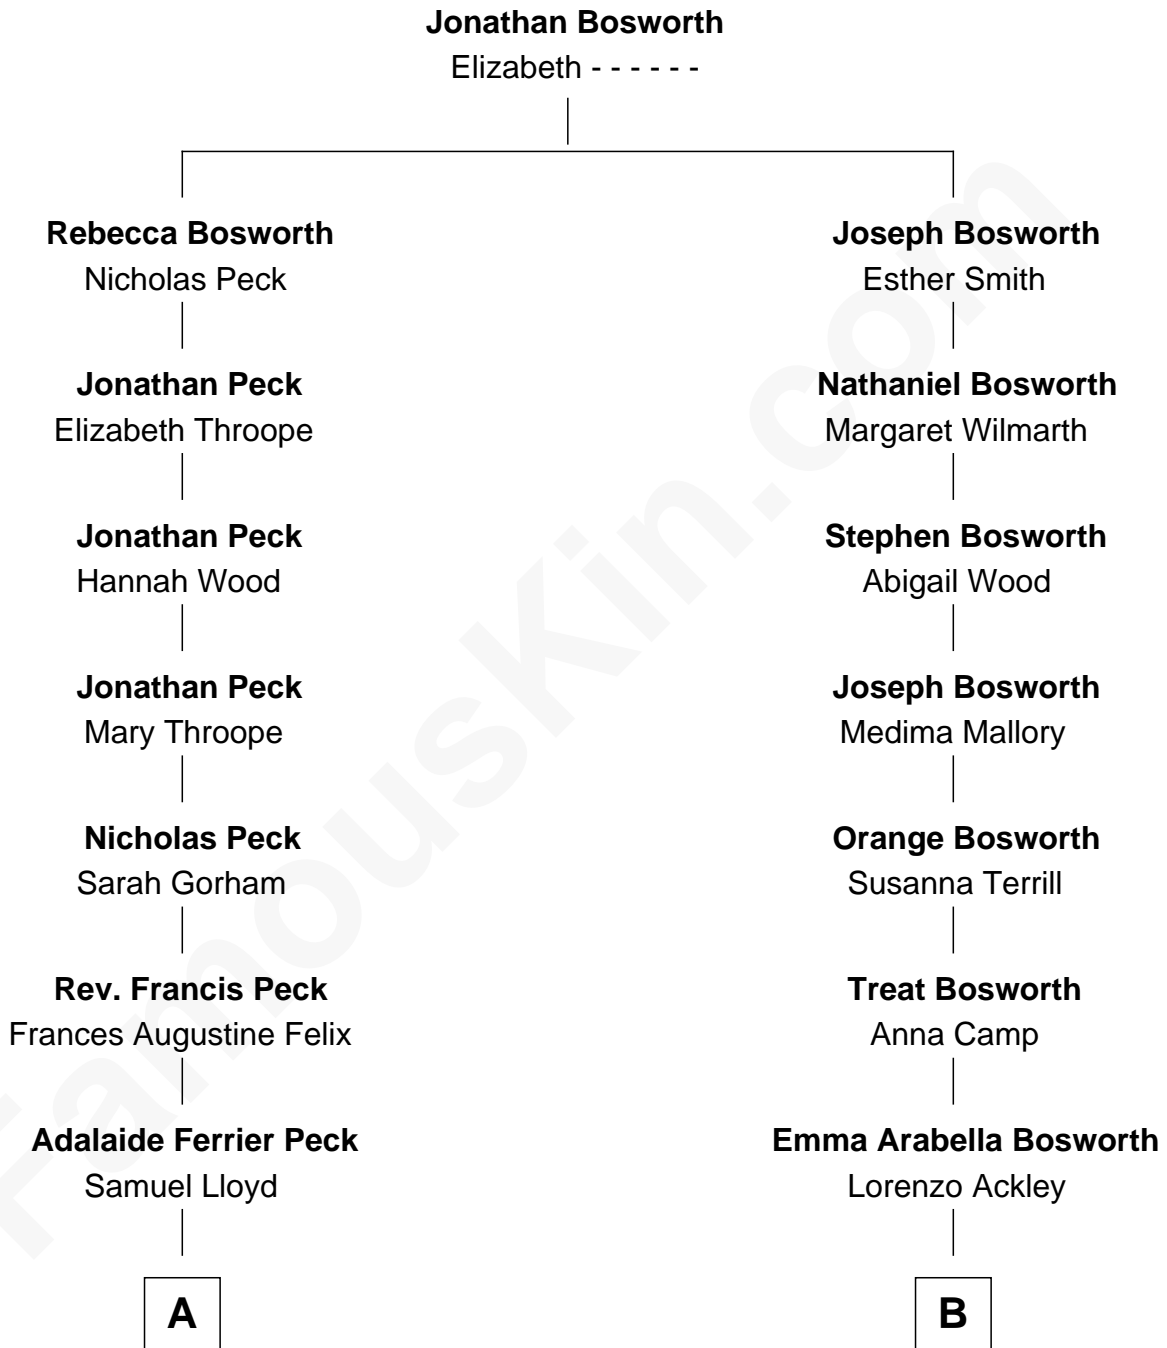 Jonathan Bosworth
Elizabeth - - - - - -
Rebecca Bosworth
Nicholas Peck
Jonathan Peck
Elizabeth Throope
Jonathan Peck
Hannah Wood
Jonathan Peck
Mary Throope
Nicholas Peck
Sarah Gorham
Rev. Francis Peck
Frances Augustine Felix
Adalaide Ferrier Peck
Samuel Lloyd
A
Joseph Bosworth
Esther Smith
Nathaniel Bosworth
Margaret Wilmarth
Stephen Bosworth
Abigail Wood
Joseph Bosworth
Medima Mallory
Orange Bosworth
Susanna Terrill
Treat Bosworth
Anna Camp
Emma Arabella Bosworth
Lorenzo Ackley
B
FamousKin.com